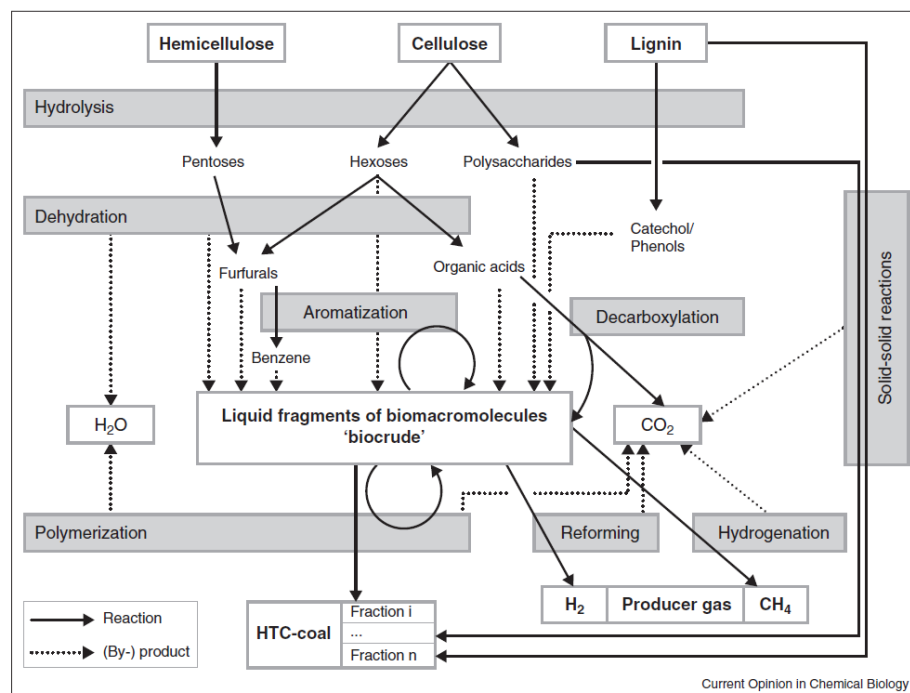 Hemicellulose
Cellulose
Lignin
Hydrolysis
Pentoses
Hexoses
Polysaccharides
Dehydration
Catechol/
Phenols
Furfurals
Organic acids
Aromatization
Decarboxylation
Solid-solid reactions
Benzene
Liquid fragments of biomacromolecules
'biocrude'
H₂O
CO₂
Polymerization
Reforming
Hydrogenation
H₂
Producer gas
CH₄
HTC-coal
Fraction i
...
Fraction n
Reaction
(By-) product
Current Opinion in Chemical Biology